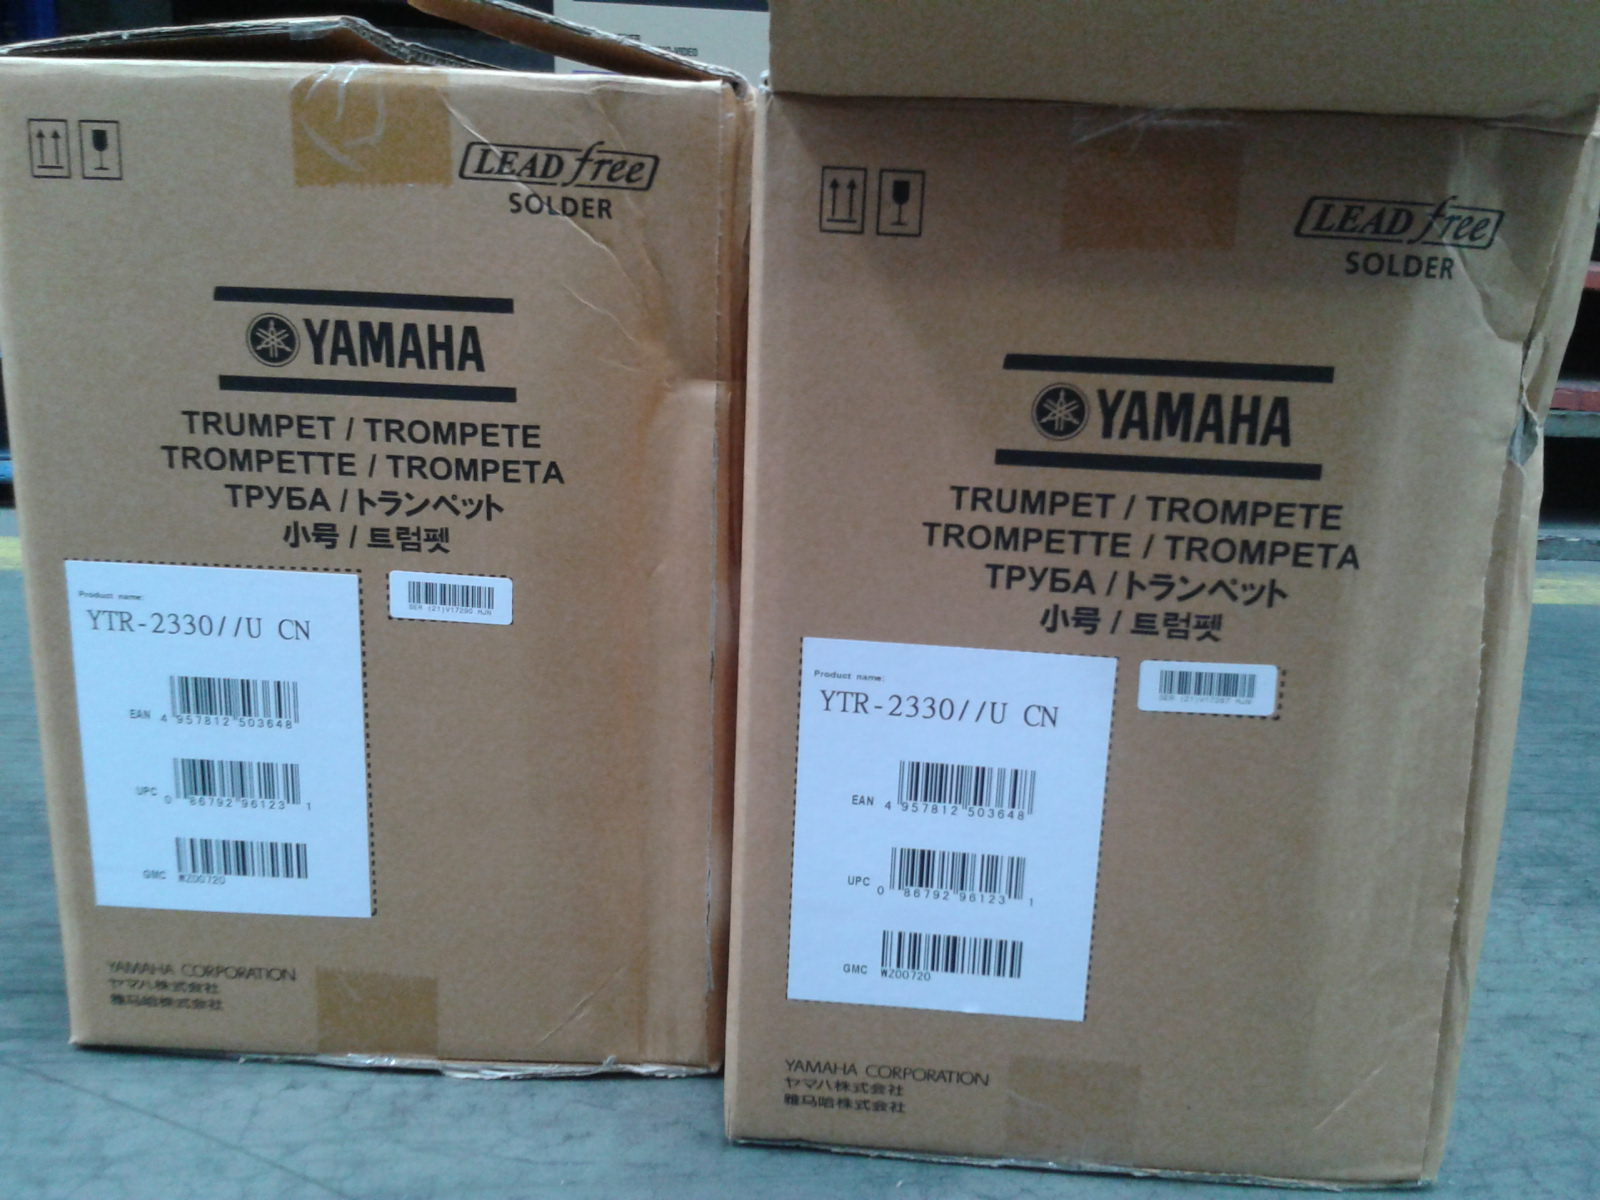 LEAD free
SOLDER
YAMAHA
TRUMPET / TROMPETE
TROMPETTE / TROMPETA
ТРУБА / トランペット
小号 / 트럼펫
Product name:
YTR-2330//U CN
EAN 4 957812 503648
UPC 0 86792 96123 1
GMC WZ00720
YAMAHA CORPORATION
ヤマハ株式会社
雅马哈株式会社
LEAD free
SOLDER
YAMAHA
TRUMPET / TROMPETE
TROMPETTE / TROMPETA
ТРУБА / トランペット
小号 / 트럼펫
Product name:
YTR-2330//U CN
EAN 4 957812 503648
UPC 0 86792 96123 1
GMC WZ00720
YAMAHA CORPORATION
ヤマハ株式会社
雅马哈株式会社